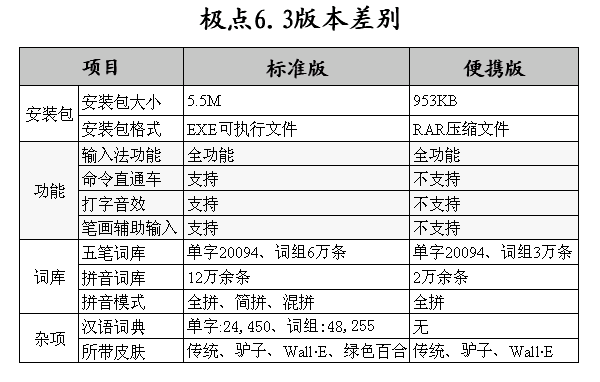 极点6.3版本差别
项目 标准版 便携版
安装包 安装包大小 5.5M 953KB
安装包格式 EXE可执行文件 RAR压缩文件
功能 输入法功能 全功能 全功能
命令直通车 支持 不支持
打字音效 支持 不支持
笔画辅助输入 支持 不支持
词库 五笔词库 单字20094、词组6万条 单字20094、词组3万条
拼音词库 12万余条 2万余条
拼音模式 全拼、简拼、混拼 全拼
杂项 汉语词典 单字:24,450、词组:48,255 无
所带皮肤 传统、驴子、Wall·E、绿色百合 传统、驴子、Wall·E